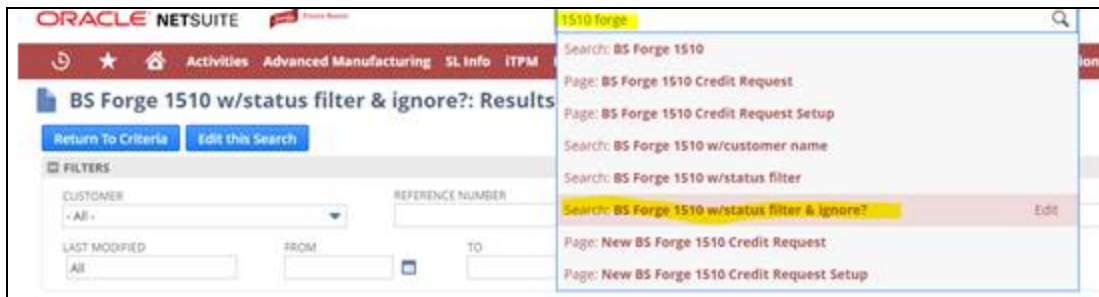 ORACLE NETSUITE
1510 forge
Activities Advanced Manufacturing SL Info iTPM
BS Forge 1510 w/status filter & ignore?: Results
Return To Criteria Edit this Search
FILTERS
CUSTOMER
- All -
REFERENCE NUMBER
LAST MODIFIED
All
FROM
TO
Search: BS Forge 1510
Page: BS Forge 1510 Credit Request
Page: BS Forge 1510 Credit Request Setup
Search: BS Forge 1510 w/customer name
Search: BS Forge 1510 w/status filter
Search: BS Forge 1510 w/status filter & ignore? Edit
Page: New BS Forge 1510 Credit Request
Page: New BS Forge 1510 Credit Request Setup